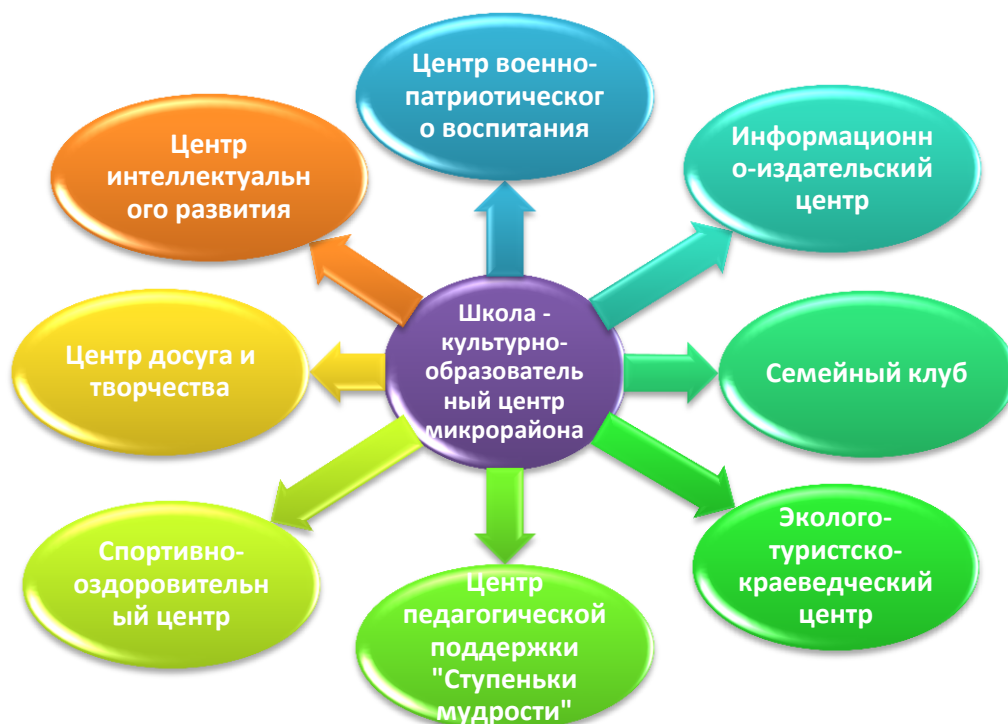 Центр военно-
патриотическог
о воспитания
Информационн
о-издательский
центр
Семейный клуб
Эколого-
туристско-
краеведческий
центр
Центр
педагогической
поддержки
"Ступеньки
мудрости"
Спортивно-
оздоровительн
ый центр
Центр досуга и
творчества
Центр
интеллектуальн
ого развития
Школа -
культурно-
образователь
ный центр
микрорайона